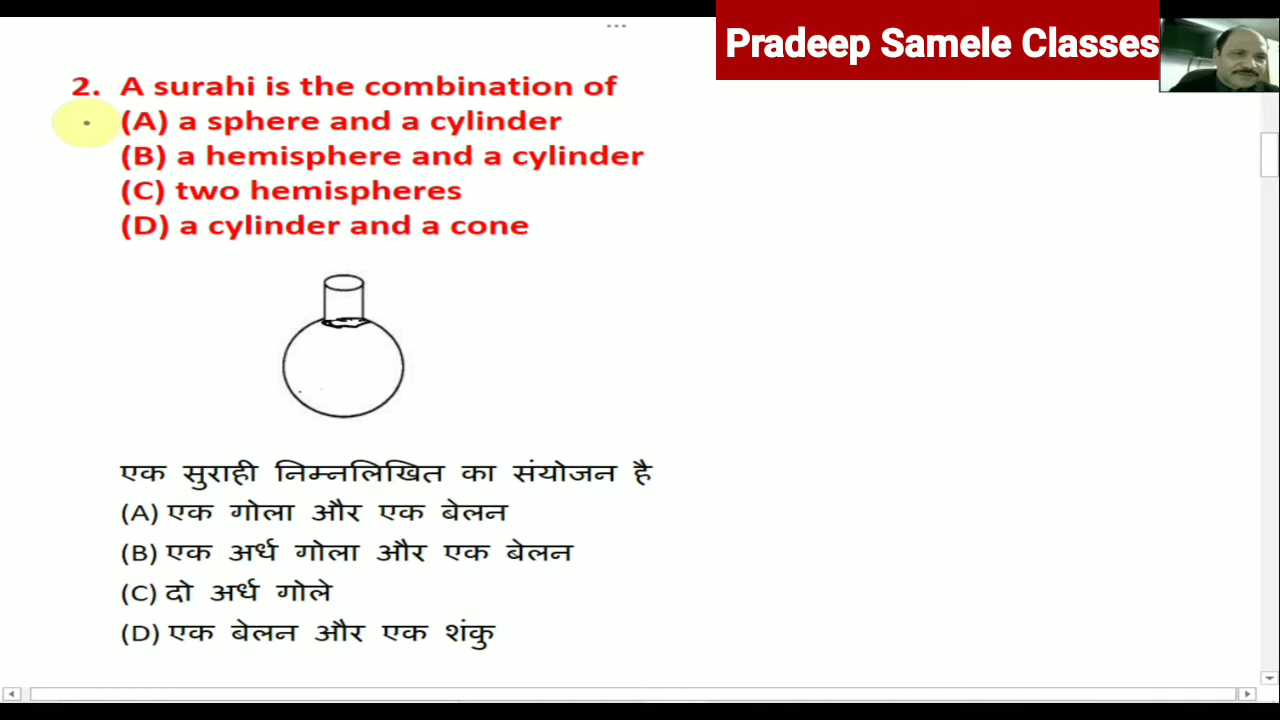 Pradeep Samele Classes
2. A surahi is the combination of
(A) a sphere and a cylinder
(B) a hemisphere and a cylinder
(C) two hemispheres
(D) a cylinder and a cone
एक सुराही निम्नलिखित का संयोजन है
(A) एक गोला और एक बेलन
(B) एक अर्ध गोला और एक बेलन
(C) दो अर्ध गोले
(D) एक बेलन और एक शंकु